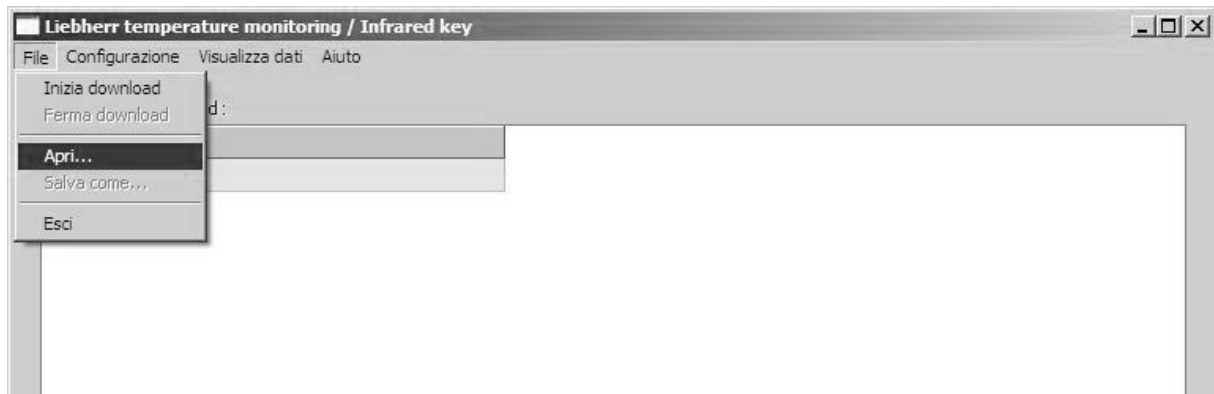 Liebherr temperature monitoring / Infrared key
File Configurazione Visualizza dati Aiuto
Inizia download
Ferma download
d :
Apri...
Salva come...
Esci